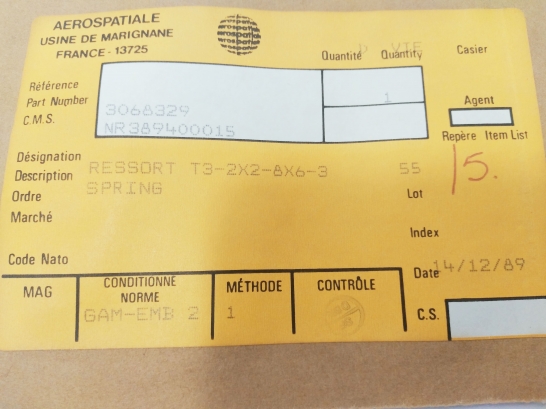 AEROSPATIALE
USINE DE MARIGNANE
FRANCE - 13725
aerospatiale
Quantité Quantity
Casier
1
Référence
Part Number
C.M.S.
3068329
NR389400015
Agent
Repère Item List
Désignation
Description
RESSORT T3-2X2-8X6-3 55
SPRING
Ordre
Marché
Lot
15.
Index
Code Nato
Date 14/12/89
MAG
CONDITIONNE
NORME
GAM-EMB 2
MÉTHODE
1
CONTRÔLE
C.S.